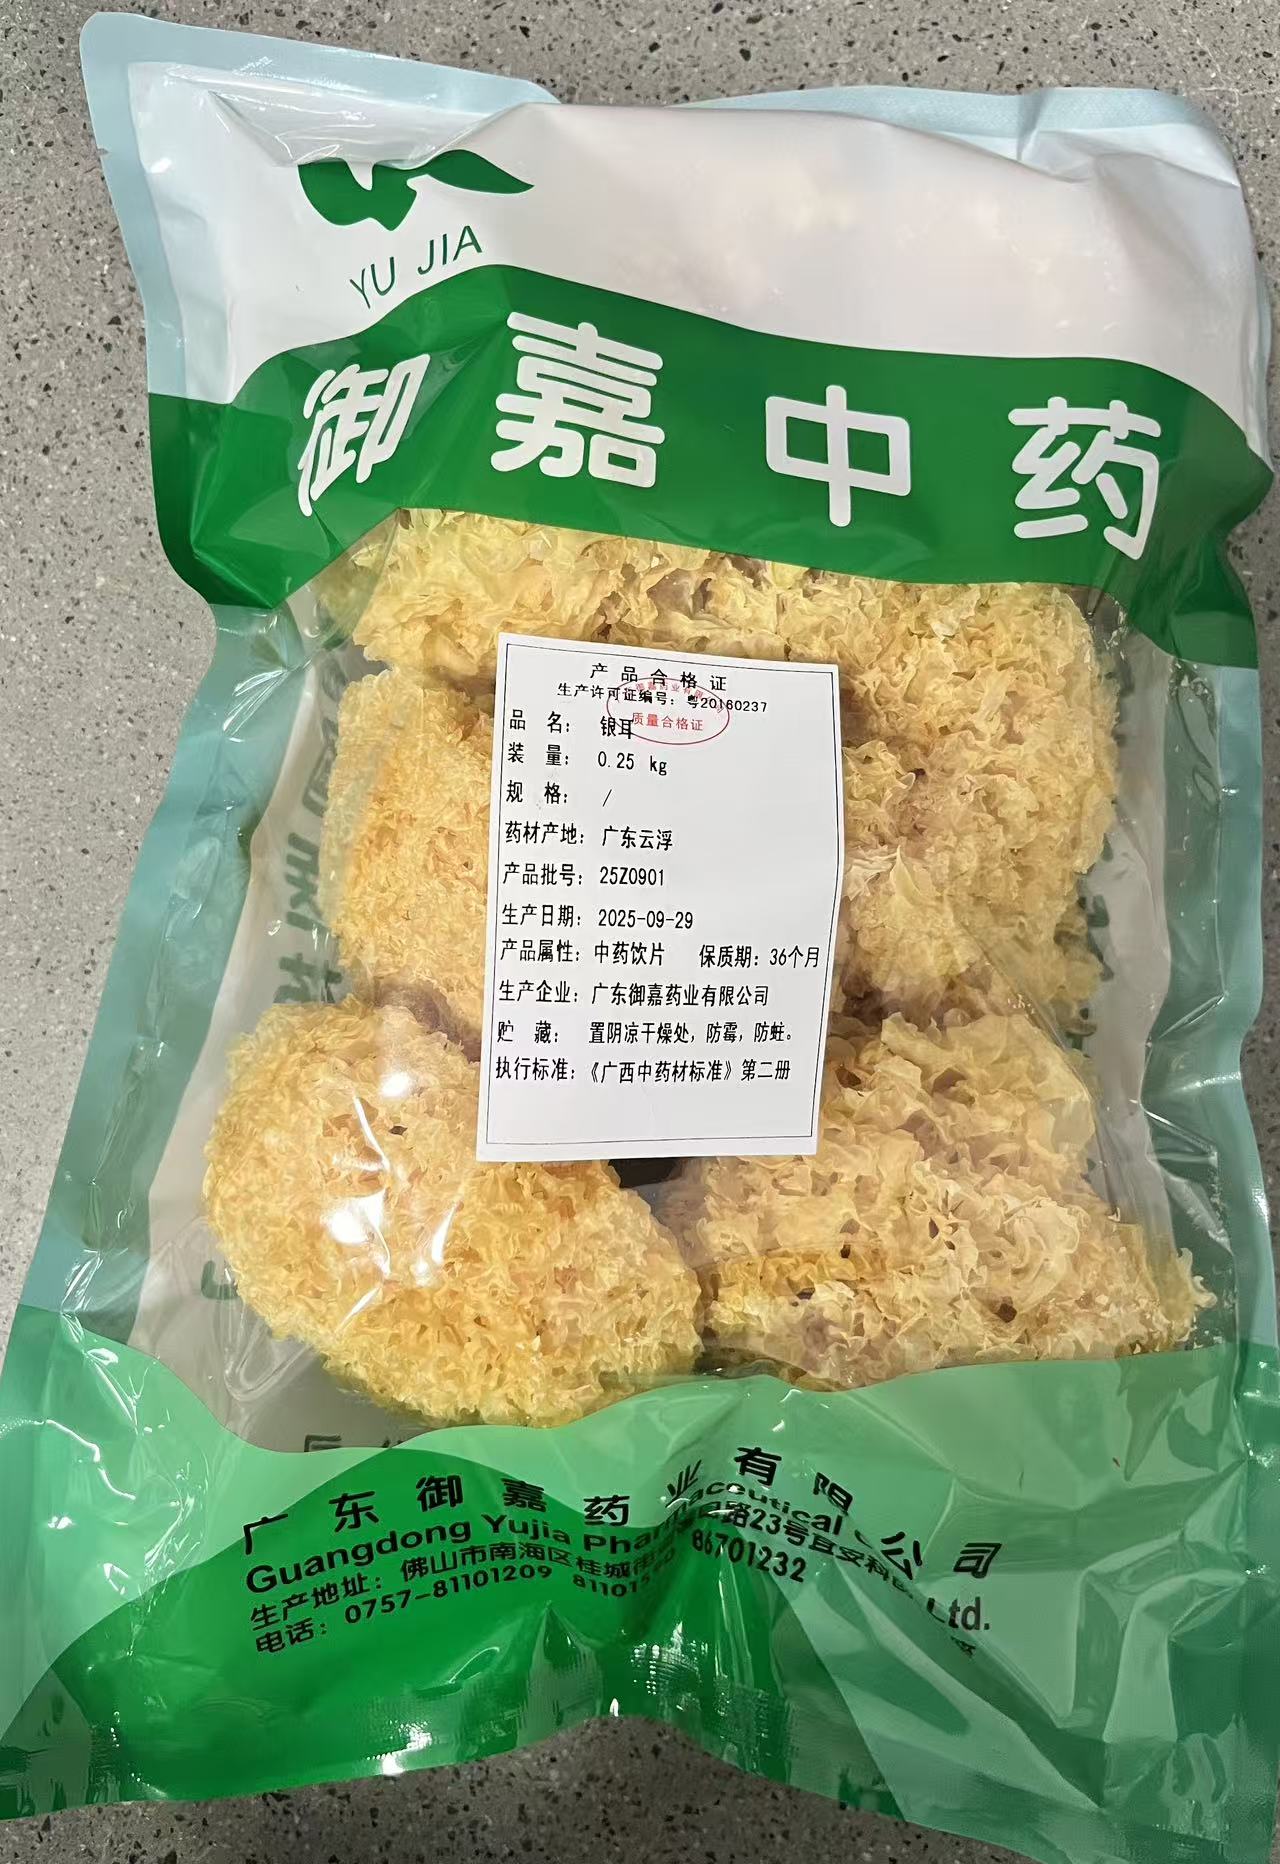 YU JIA
御嘉中药
产品合格证
生产许可证编号：粤20160237
质量合格证
品 名： 银耳
装 量： 0.25 kg
规 格： /
药材产地： 广东云浮
产品批号： 25Z0901
生产日期： 2025-09-29
产品属性： 中药饮片 保质期： 36个月
生产企业： 广东御嘉药业有限公司
贮 藏： 置阴凉干燥处，防霉，防蛀。
执行标准：《广西中药材标准》第二册
广东御嘉药业有限公司
Guangdong Yujia Pharmaceutical Ltd.
生产地址：佛山市南海区桂城 路23号
电话：0757-81101209 86701232